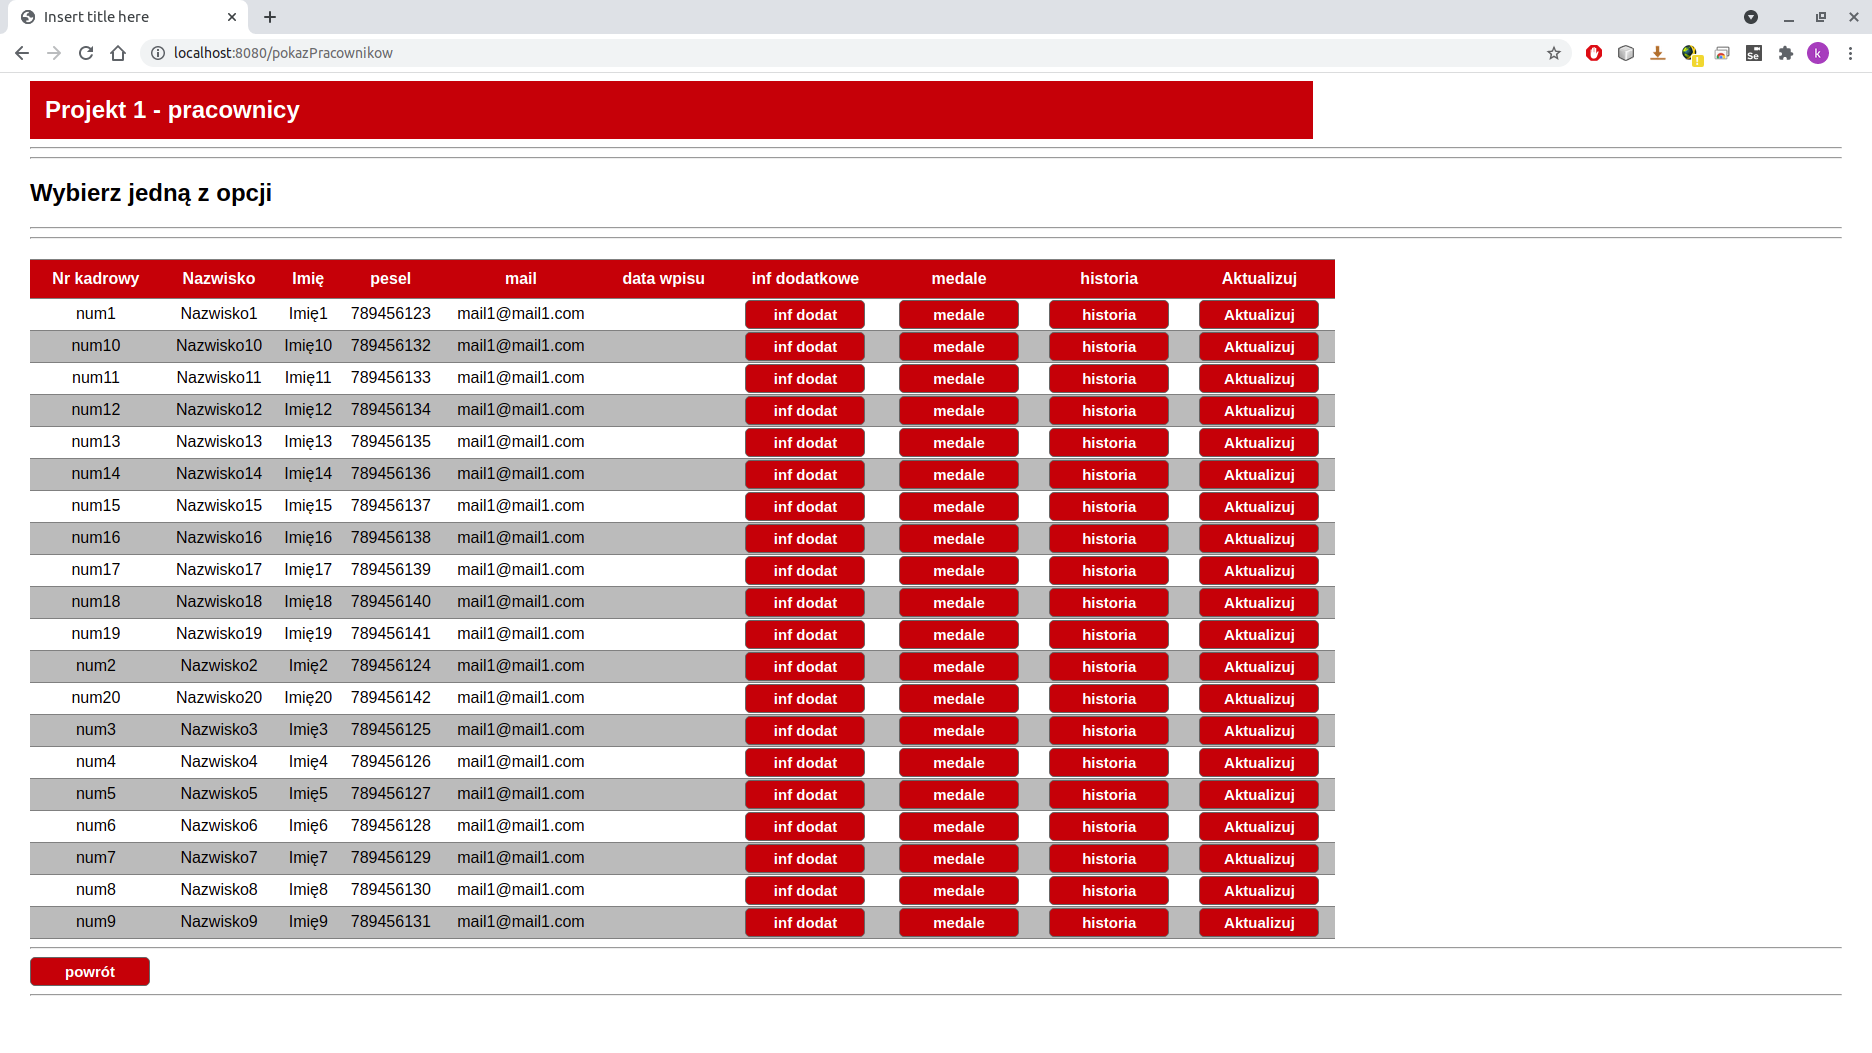 Insert title here
localhost:8080/pokazPracownikow
k
Se
Projekt 1 - pracownicy
Wybierz jedną z opcji
Nr kadrowy Nazwisko Imię pesel mail data wpisu inf dodatkowe medale historia Aktualizuj
num1 Nazwisko1 Imię1 789456123 mail1@mail1.com inf dodat medale historia Aktualizuj
num10 Nazwisko10 Imię10 789456132 mail1@mail1.com inf dodat medale historia Aktualizuj
num11 Nazwisko11 Imię11 789456133 mail1@mail1.com inf dodat medale historia Aktualizuj
num12 Nazwisko12 Imię12 789456134 mail1@mail1.com inf dodat medale historia Aktualizuj
num13 Nazwisko13 Imię13 789456135 mail1@mail1.com inf dodat medale historia Aktualizuj
num14 Nazwisko14 Imię14 789456136 mail1@mail1.com inf dodat medale historia Aktualizuj
num15 Nazwisko15 Imię15 789456137 mail1@mail1.com inf dodat medale historia Aktualizuj
num16 Nazwisko16 Imię16 789456138 mail1@mail1.com inf dodat medale historia Aktualizuj
num17 Nazwisko17 Imię17 789456139 mail1@mail1.com inf dodat medale historia Aktualizuj
num18 Nazwisko18 Imię18 789456140 mail1@mail1.com inf dodat medale historia Aktualizuj
num19 Nazwisko19 Imię19 789456141 mail1@mail1.com inf dodat medale historia Aktualizuj
num2 Nazwisko2 Imię2 789456124 mail1@mail1.com inf dodat medale historia Aktualizuj
num20 Nazwisko20 Imię20 789456142 mail1@mail1.com inf dodat medale historia Aktualizuj
num3 Nazwisko3 Imię3 789456125 mail1@mail1.com inf dodat medale historia Aktualizuj
num4 Nazwisko4 Imię4 789456126 mail1@mail1.com inf dodat medale historia Aktualizuj
num5 Nazwisko5 Imię5 789456127 mail1@mail1.com inf dodat medale historia Aktualizuj
num6 Nazwisko6 Imię6 789456128 mail1@mail1.com inf dodat medale historia Aktualizuj
num7 Nazwisko7 Imię7 789456129 mail1@mail1.com inf dodat medale historia Aktualizuj
num8 Nazwisko8 Imię8 789456130 mail1@mail1.com inf dodat medale historia Aktualizuj
num9 Nazwisko9 Imię9 789456131 mail1@mail1.com inf dodat medale historia Aktualizuj
powrót